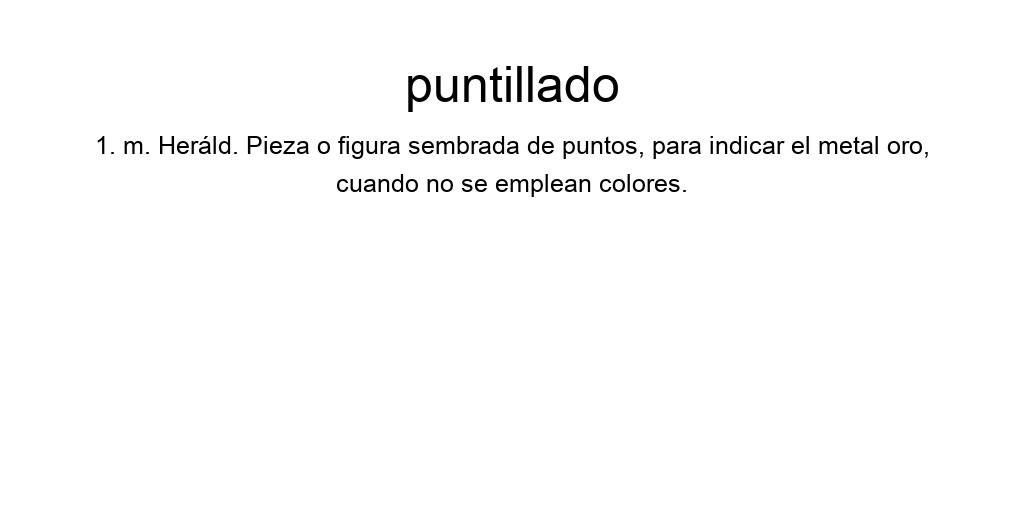 puntillado
1. m. Heráld. Pieza o figura sembrada de puntos, para indicar el metal oro,
cuando no se emplean colores.